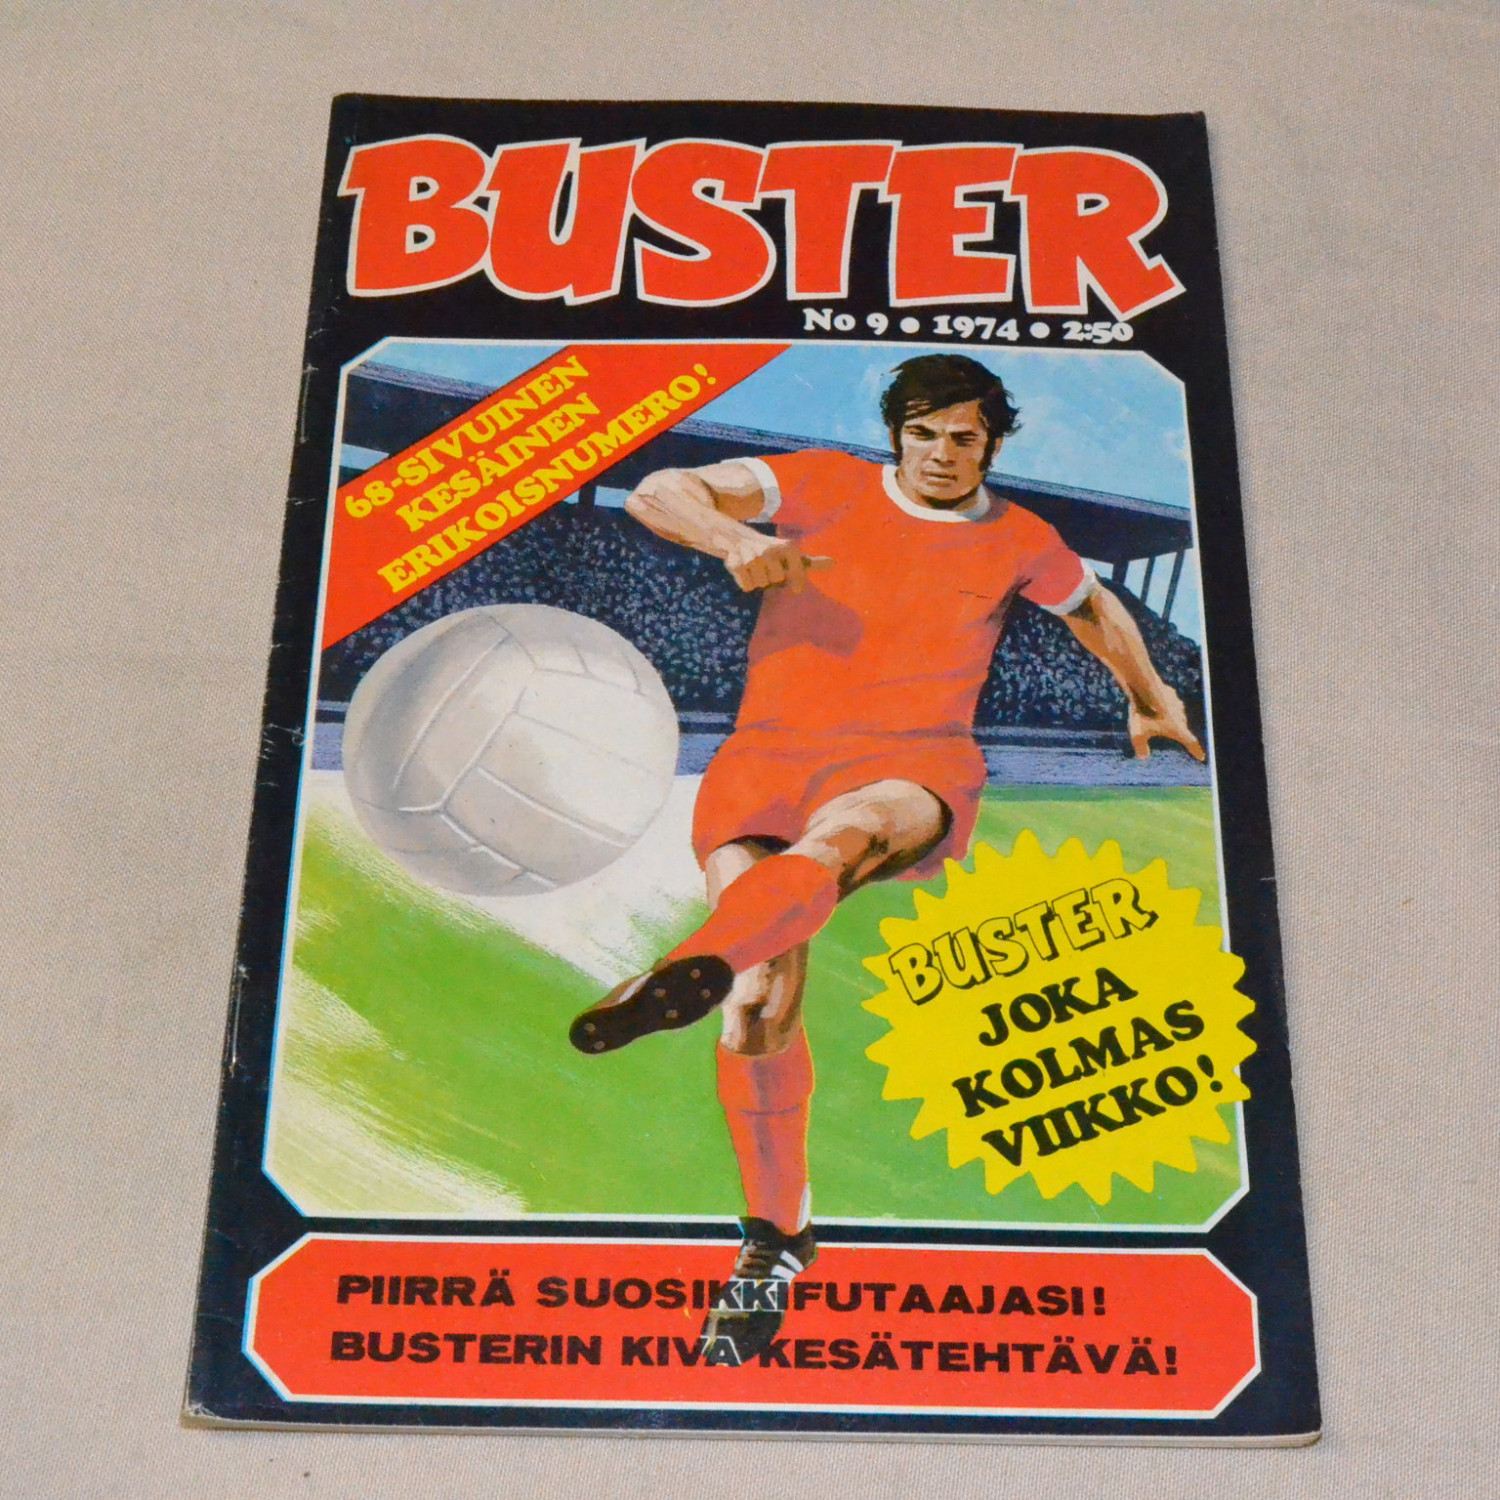 BUSTER
No 9 • 1974 • 2:50
68-SIVUINEN
KESÄINEN
ERIKOISNUMERO!
BUSTER
JOKA
KOLMAS
VIIKKO!
PIIRRÄ SUOSIKKIFUTAAJASI!
BUSTERIN KIVA KESÄTEHTÄVÄ!